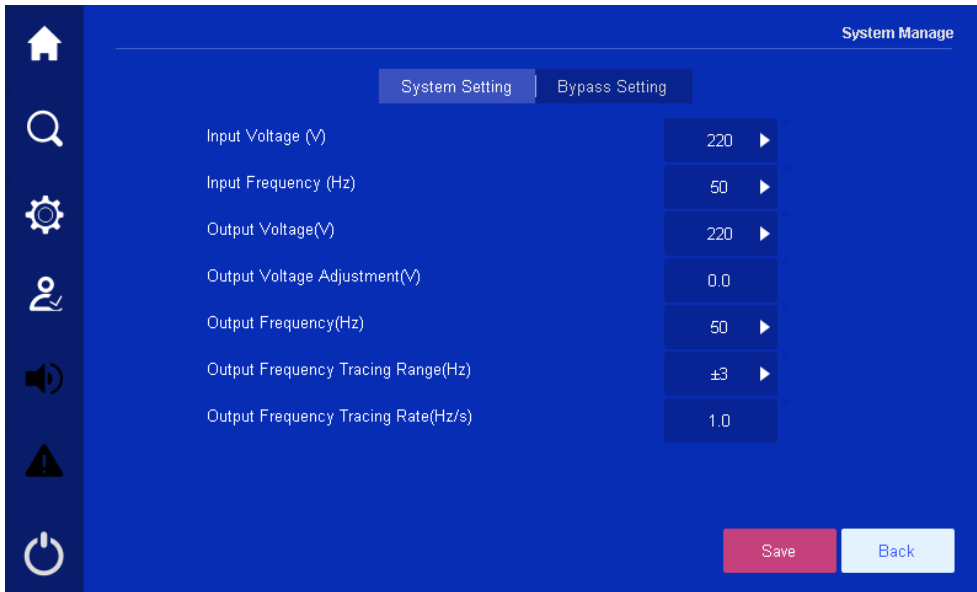 System Manage
System Setting Bypass Setting
Input Voltage (V) 220
Input Frequency (Hz) 50
Output Voltage(V) 220
Output Voltage Adjustment(V) 0.0
Output Frequency(Hz) 50
Output Frequency Tracing Range(Hz) ±3
Output Frequency Tracing Rate(Hz/s) 1.0
Save Back